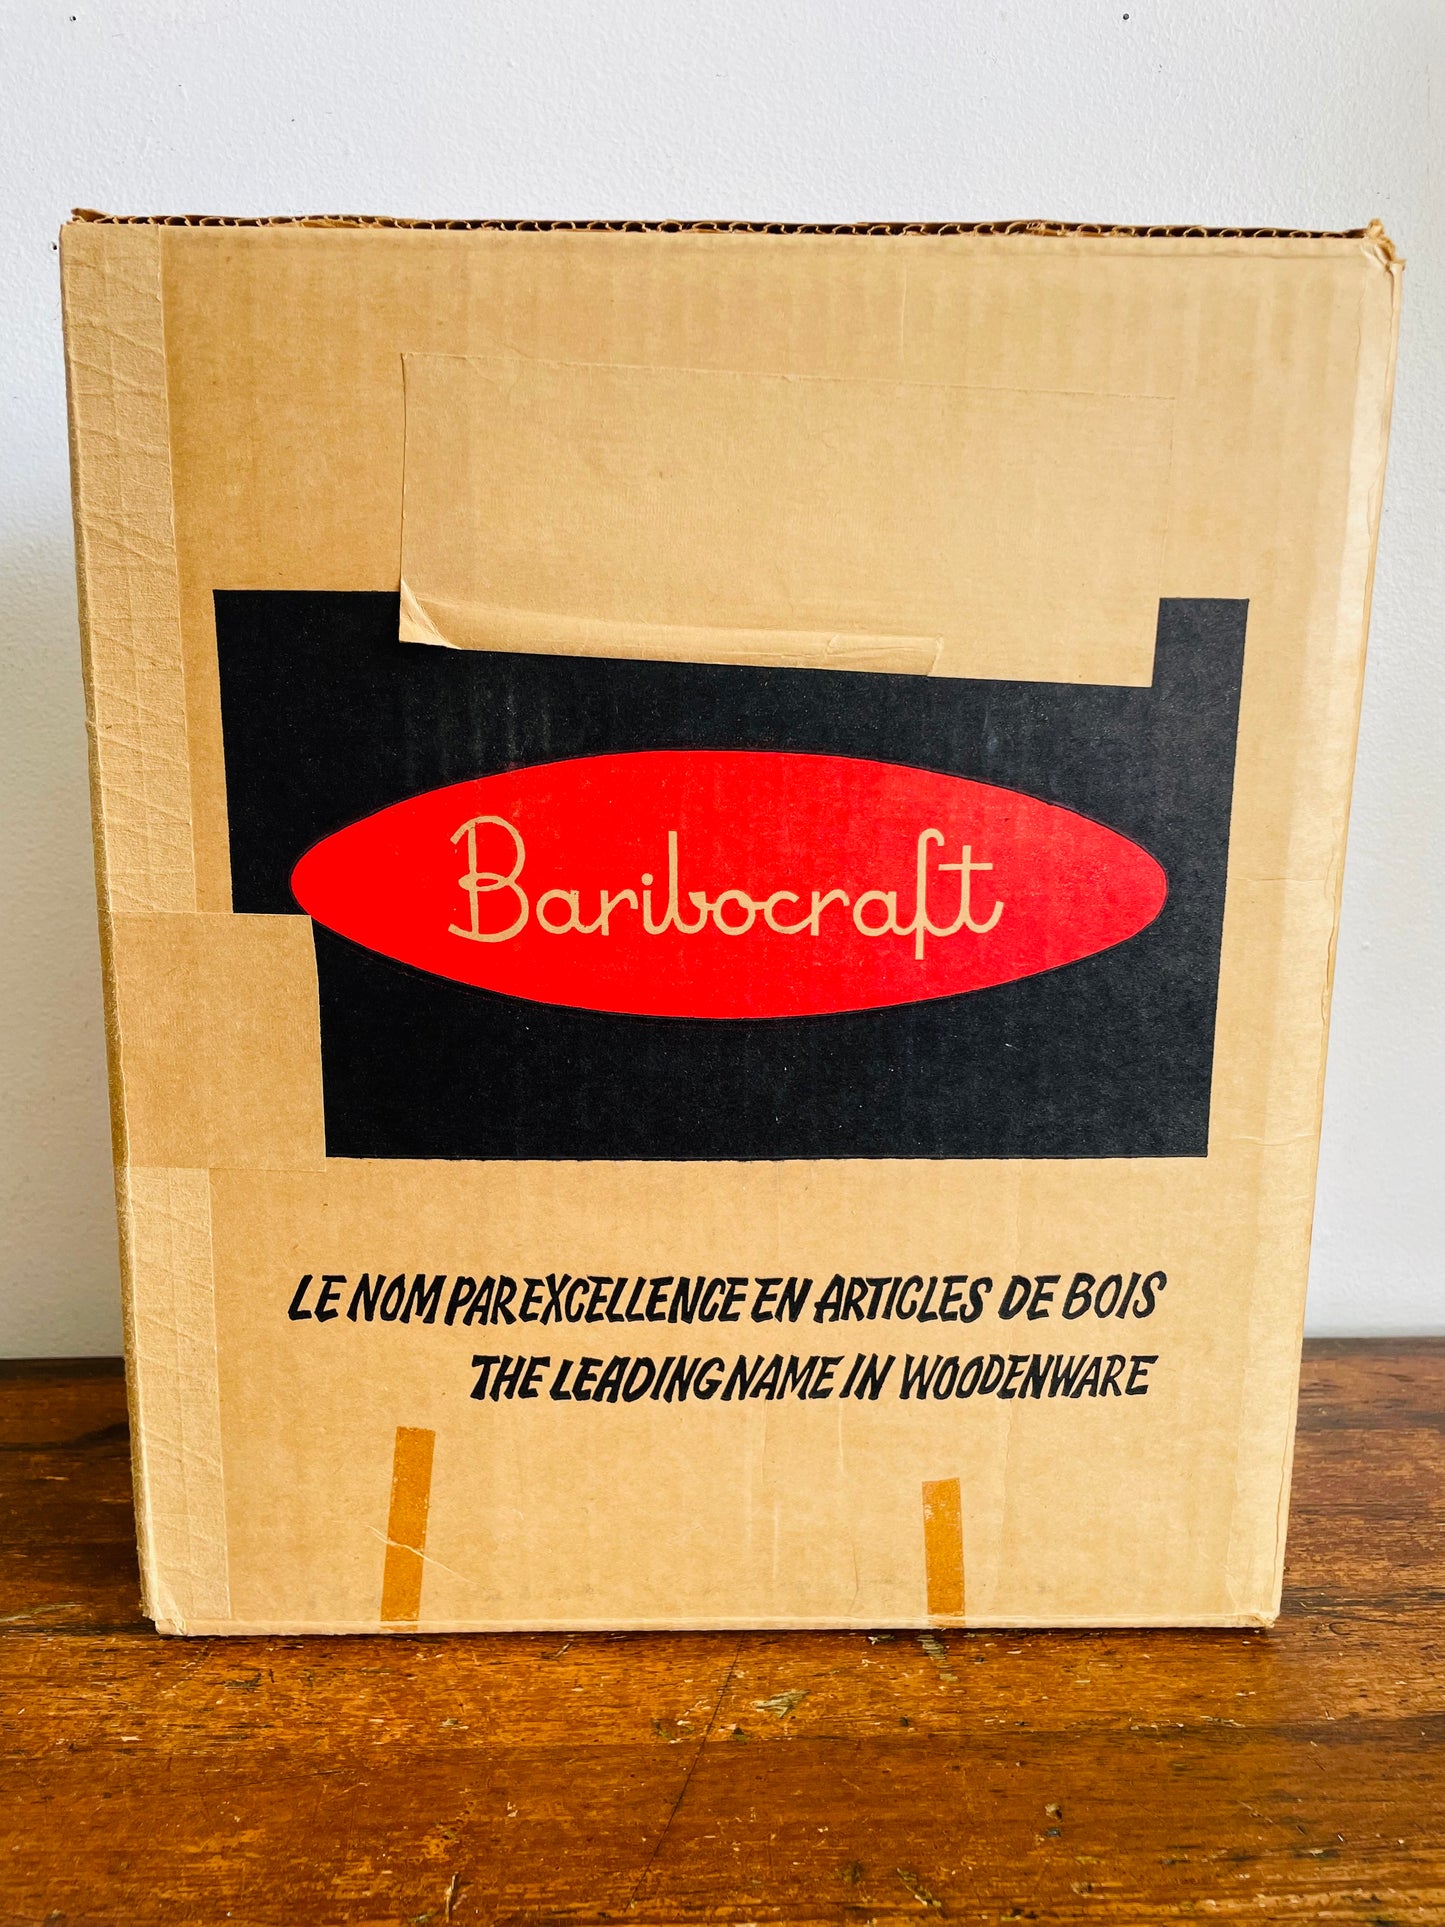 Baribocraft
LE NOM PAR EXCELLENCE EN ARTICLES DE BOIS
THE LEADING NAME IN WOODENWARE